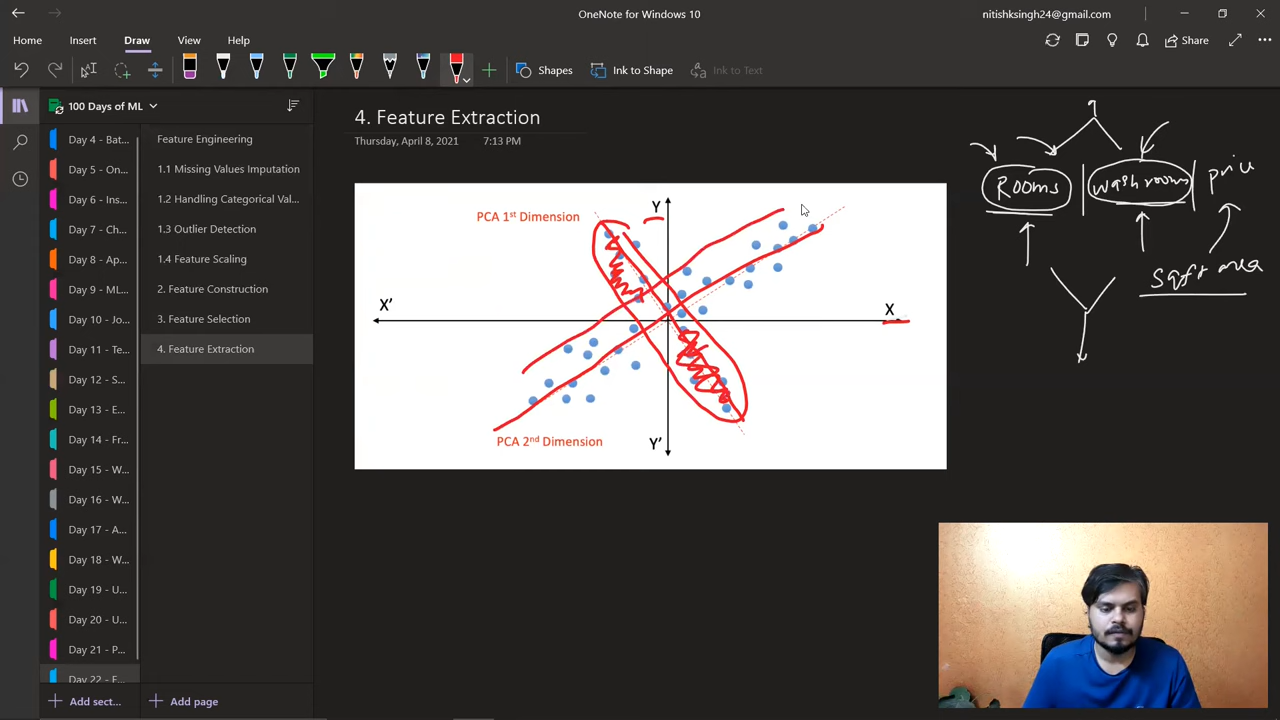 OneNote for Windows 10
nitishksingh24@gmail.com
Home
Insert
Draw
View
Help
Share
Shapes
Ink to Shape
Ink to Text
100 Days of ML
Day 4 - Bat...
Day 5 - On...
Day 6 - Ins...
Day 7 - Ch...
Day 8 - Ap...
Day 9 - ML...
Day 10 - Jo...
Day 11 - Te...
Day 12 - S...
Day 13 - E...
Day 14 - Fr...
Day 15 - W...
Day 16 - W...
Day 17 - A...
Day 18 - W...
Day 19 - U...
Day 20 - U...
Day 21 - P...
Day 22 - F...
Add sect...
Feature Engineering
1.1 Missing Values Imputation
1.2 Handling Categorical Val...
1.3 Outlier Detection
1.4 Feature Scaling
2. Feature Construction
3. Feature Selection
4. Feature Extraction
Add page
4. Feature Extraction
Thursday, April 8, 2021
7:13 PM
PCA 1st Dimension
Y
X'
X
PCA 2nd Dimension
Y'
Rooms
washrooms
price
Sqft area